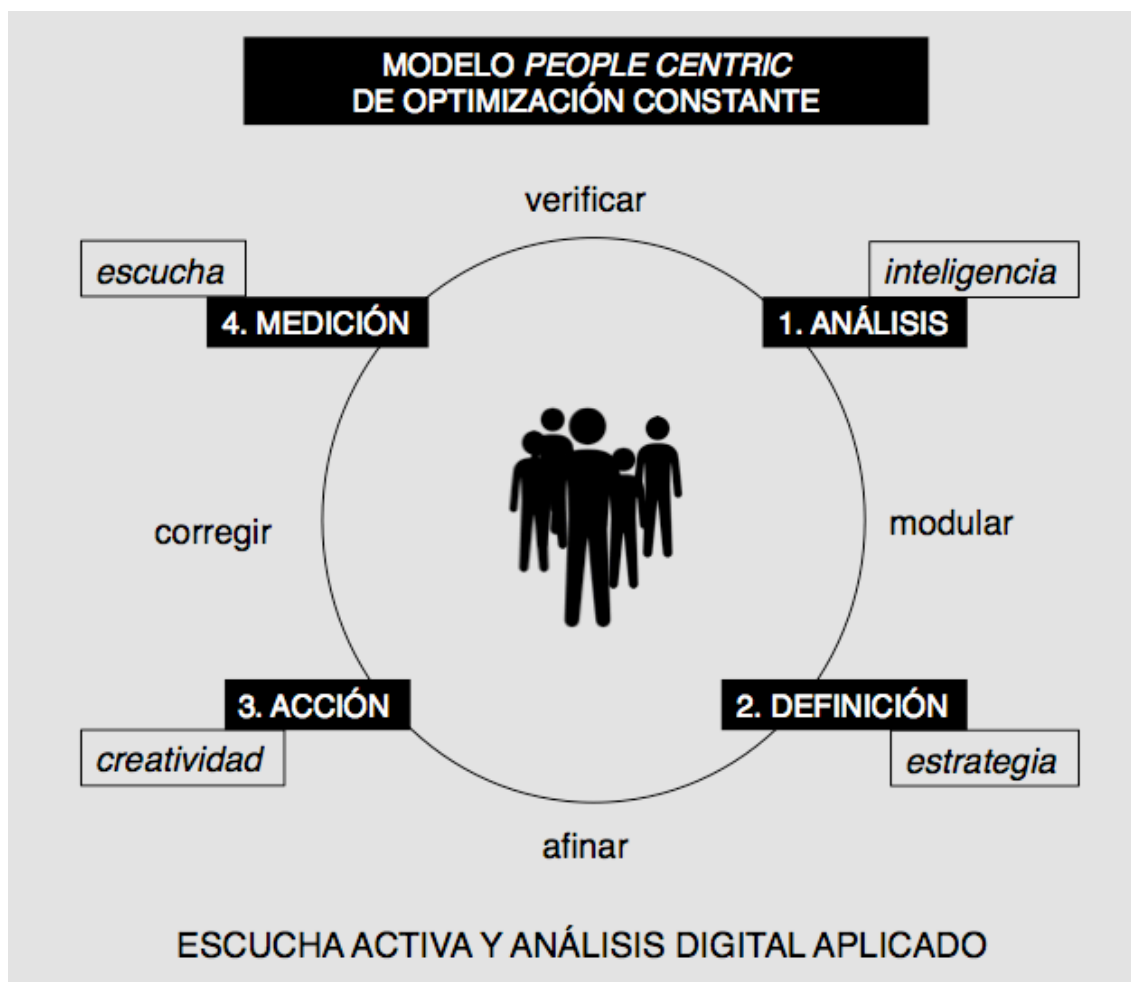 MODELO PEOPLE CENTRIC
DE OPTIMIZACIÓN CONSTANTE
verificar
escucha
inteligencia
4. MEDICIÓN
1. ANÁLISIS
corregir
modular
3. ACCIÓN
2. DEFINICIÓN
creatividad
estrategia
afinar
ESCUCHA ACTIVA Y ANÁLISIS DIGITAL APLICADO